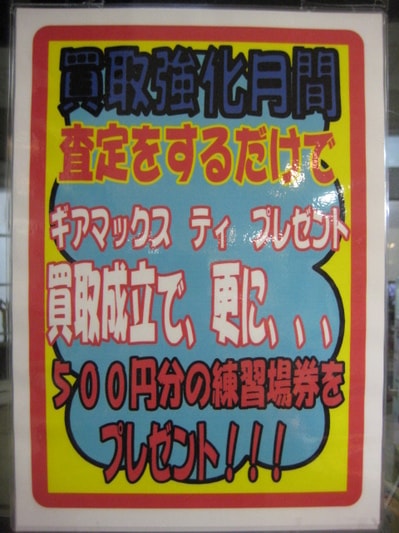 買取強化月間
査定をするだけで
ギアマックス ティ プレゼント
買取成立で、更に、、、
５００円分の練習場券を
プレゼント！！！